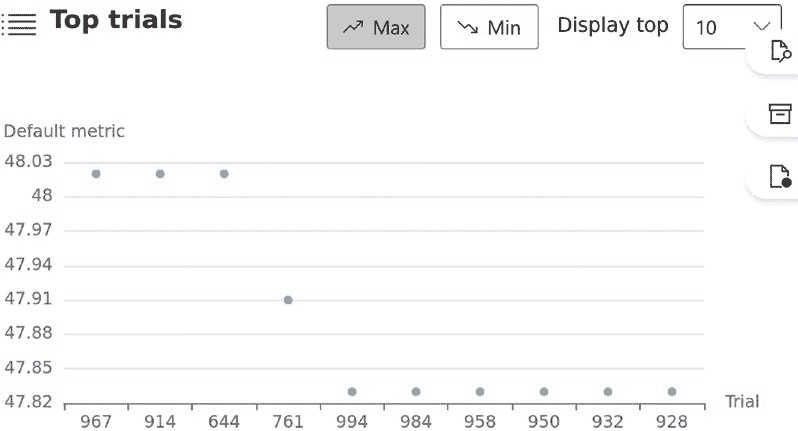 Top trials
Max
Min
Display top
10
Default metric
48.03
48
47.97
47.94
47.91
47.88
47.85
47.82
967 914 644 761 994 984 958 950 932 928
Trial